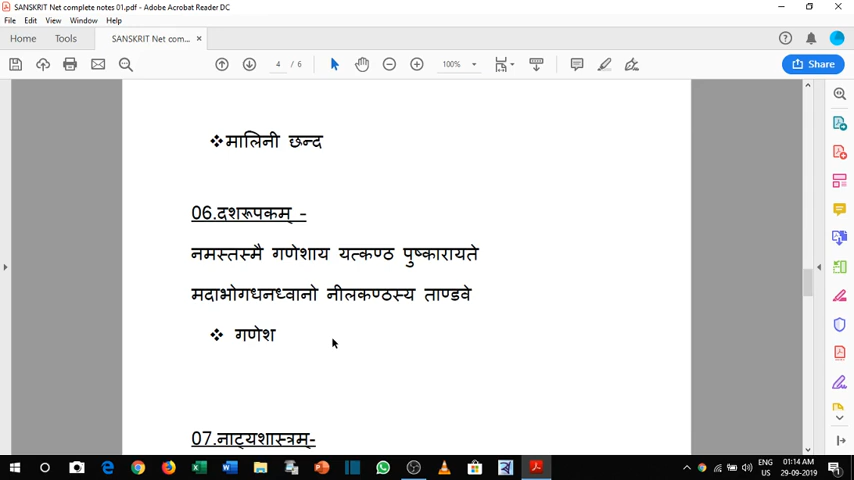 SANSKRIT Net complete notes 01.pdf - Adobe Acrobat Reader DC
File Edit View Window Help
Home Tools SANSKRIT Net com... ×
4 / 6 100% Share
❖मालिनी छन्द
06.दशरूपकम् -
नमस्तस्मै गणेशाय यत्कण्ठ पुष्कारायते
मदाभोगधनध्वानो नीलकण्ठस्य ताण्डवे
❖ गणेश
07.नाट्यशास्त्रम्-
ENG 01:14 AM
US 29-09-2019